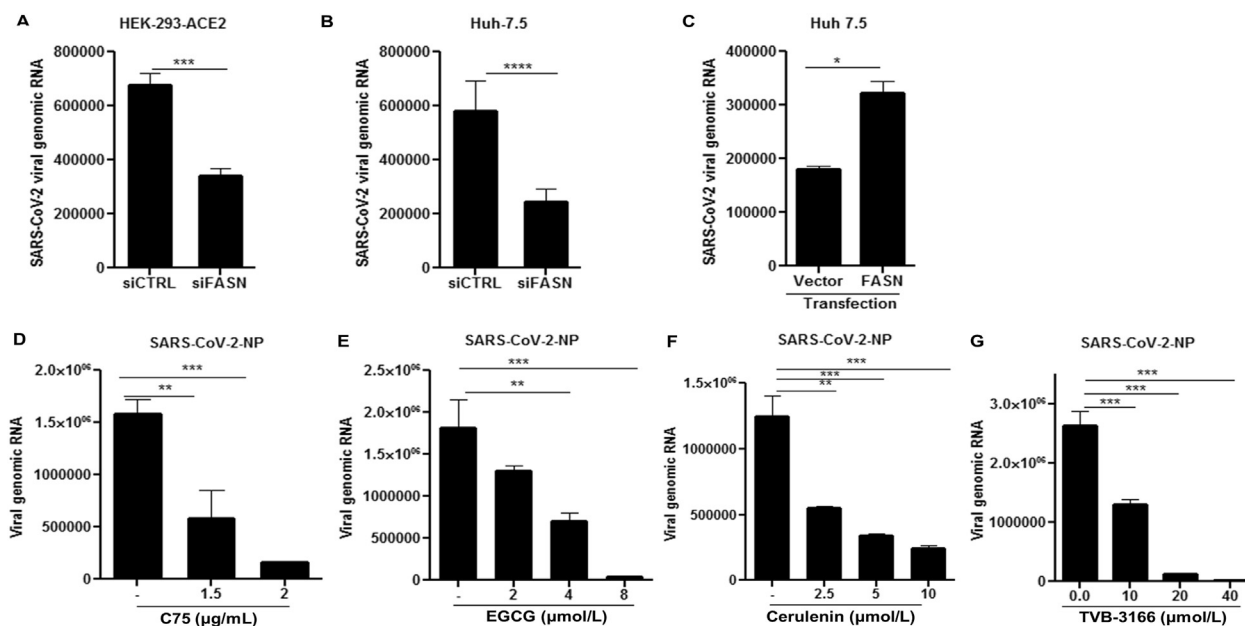 A
HEK-293-ACE2
SARS-CoV-2 viral genomic RNA
800000
600000
400000
200000
0
***
siCTRL siFASN
B
Huh-7.5
SARS-CoV-2 viral genomic RNA
800000
600000
400000
200000
0
****
siCTRL siFASN
C
Huh 7.5
SARS-CoV-2 viral genomic RNA
400000
300000
200000
100000
0
*
Vector FASN
Transfection
D
SARS-CoV-2-NP
Viral genomic RNA
2.0×10⁰⁶
1.5×10⁰⁶
1000000
500000
0
***
**
- 1.5 2
C75 (µg/mL)
E
SARS-CoV-2-NP
Viral genomic RNA
2.5×10⁰⁶
2.0×10⁰⁶
1.5×10⁰⁶
1000000
500000
0
***
**
- 2 4 8
EGCG (µmol/L)
F
SARS-CoV-2-NP
Viral genomic RNA
1.5×10⁰⁶
1000000
500000
0
***
***
**
- 2.5 5 10
Cerulenin (µmol/L)
G
SARS-CoV-2-NP
Viral genomic RNA
3.0×10⁰⁶
2.0×10⁰⁶
1000000
0
***
***
***
0.0 10 20 40
TVB-3166 (µmol/L)